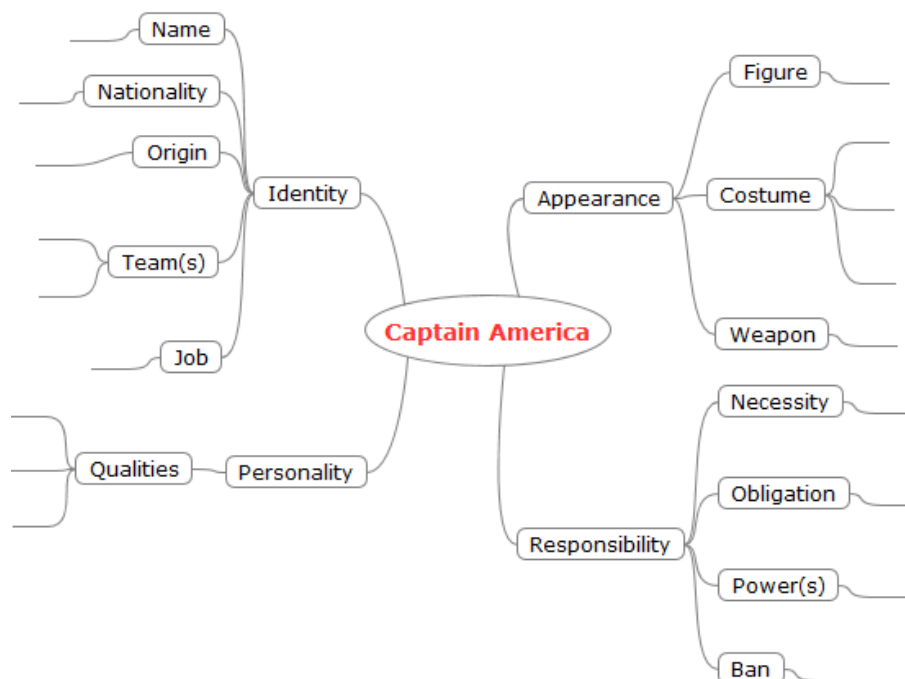 Name
Nationality
Origin
Identity
Team(s)
Job
Qualities
Personality
Captain America
Figure
Appearance
Costume
Weapon
Necessity
Obligation
Responsibility
Power(s)
Ban